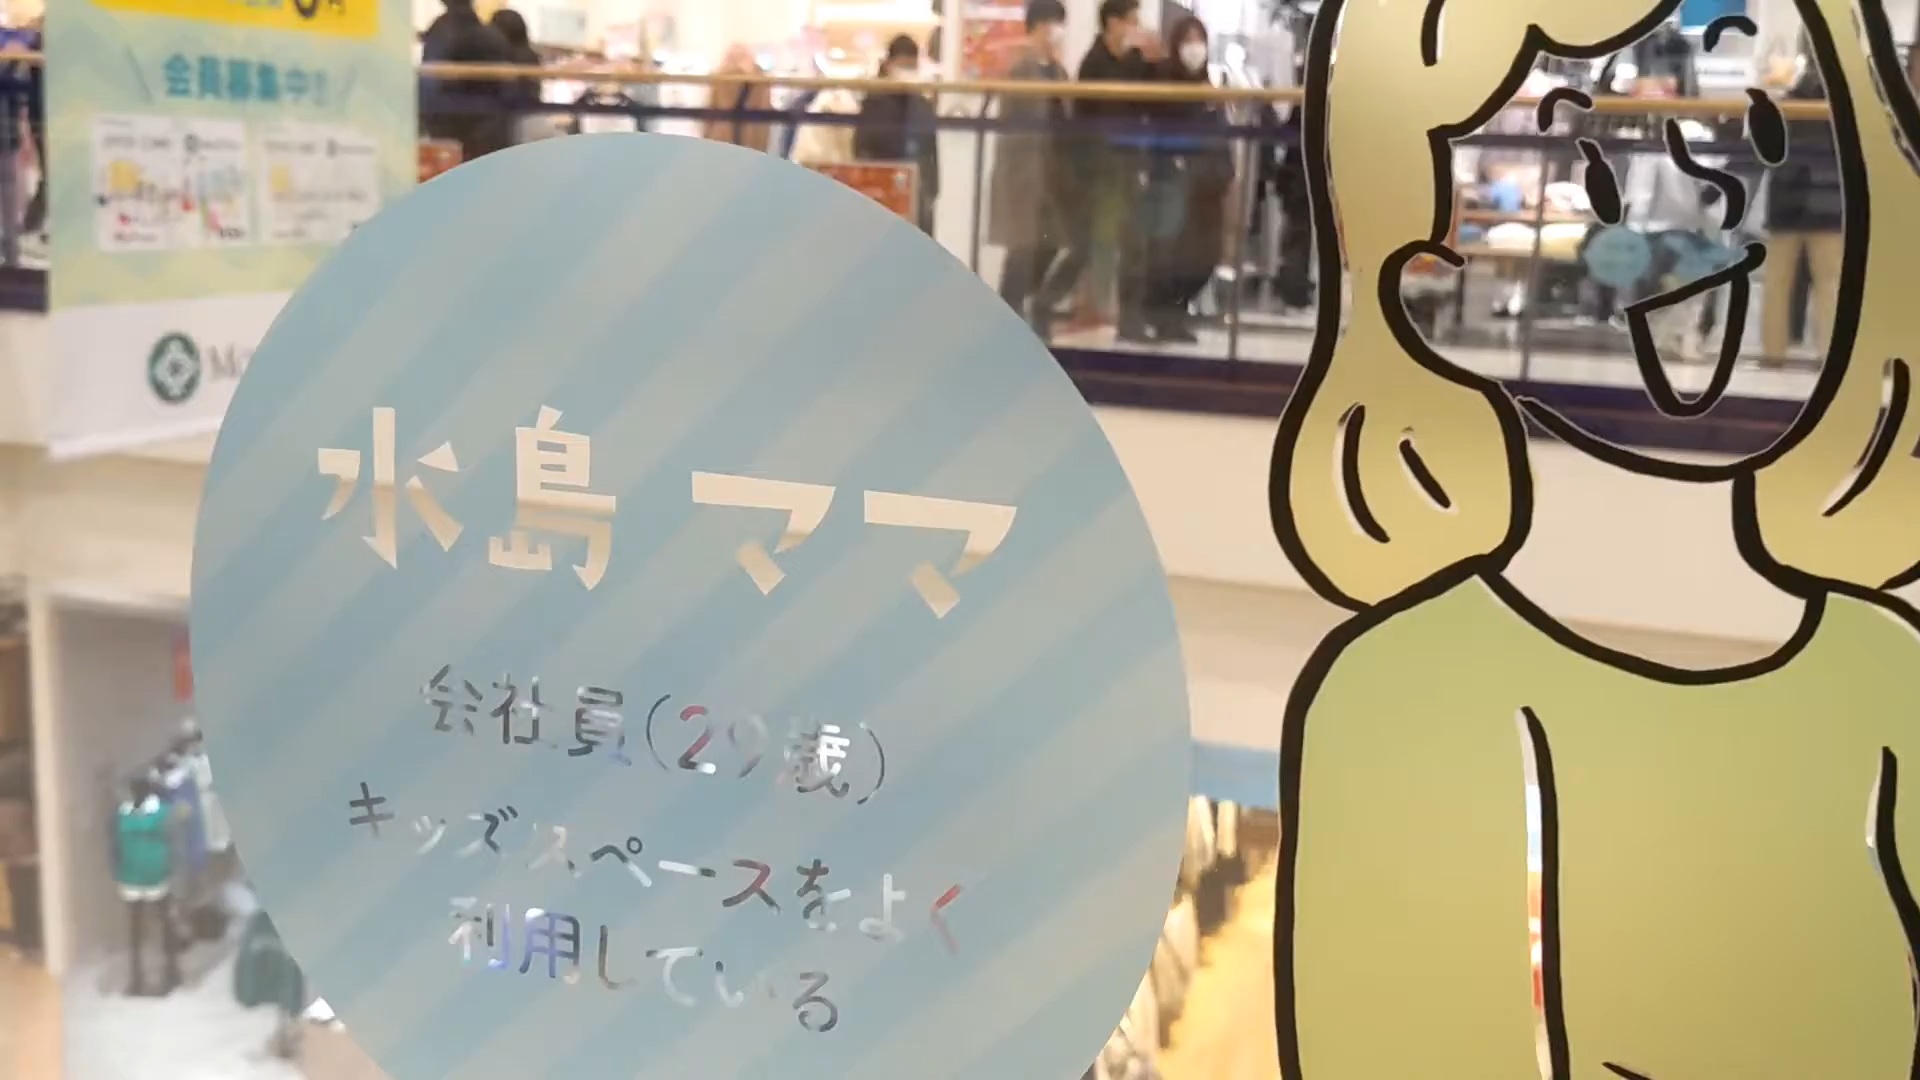 会員募集中!!
水島ママ
会社員(29歳)
キッズスペースをよく
利用している